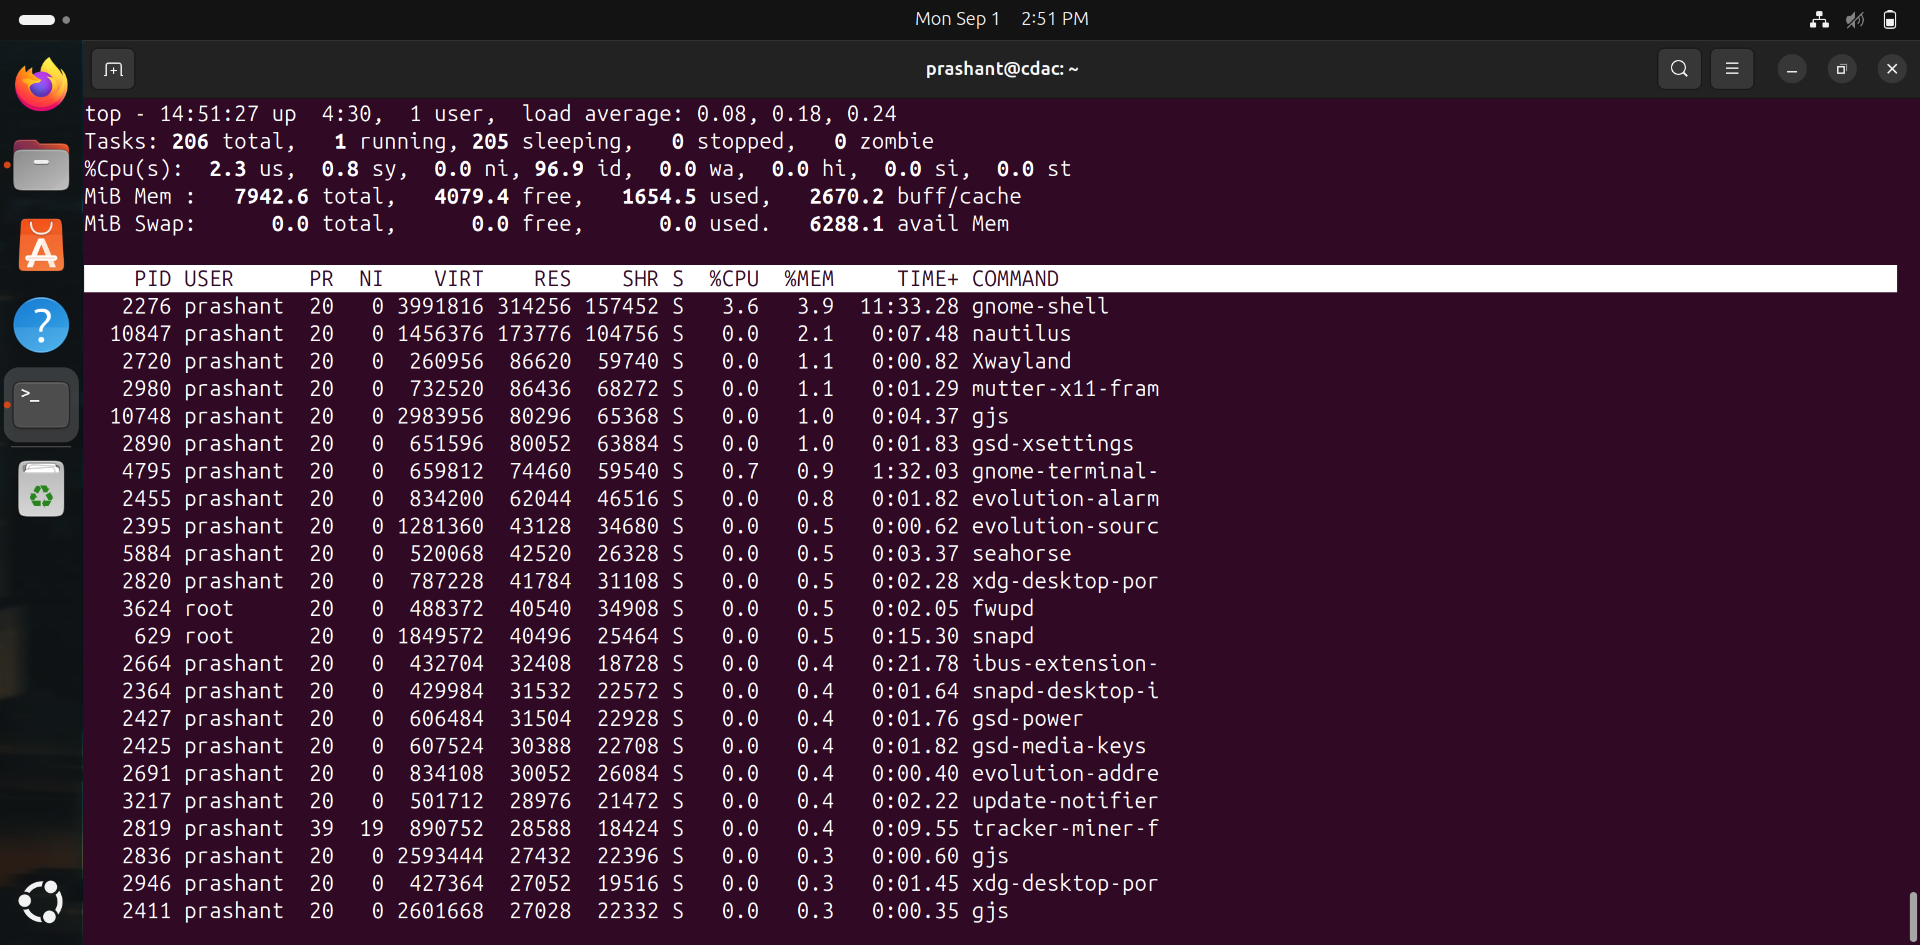 Mon Sep 1 2:51 PM
prashant@cdac: ~
top - 14:51:27 up  4:30,  1 user,  load average: 0.08, 0.18, 0.24
Tasks: 206 total,   1 running, 205 sleeping,   0 stopped,   0 zombie
%Cpu(s):  2.3 us,  0.8 sy,  0.0 ni, 96.9 id,  0.0 wa,  0.0 hi,  0.0 si,  0.0 st
MiB Mem :   7942.6 total,   4079.4 free,   1654.5 used,   2670.2 buff/cache
MiB Swap:      0.0 total,      0.0 free,      0.0 used.   6288.1 avail Mem
PID USER      PR  NI    VIRT    RES    SHR S  %CPU  %MEM     TIME+ COMMAND
2276 prashant  20   0 3991816 314256 157452 S   3.6   3.9  11:33.28 gnome-shell
10847 prashant  20   0 1456376 173776 104756 S   0.0   2.1   0:07.48 nautilus
2720 prashant  20   0  260956  86620  59740 S   0.0   1.1   0:00.82 Xwayland
2980 prashant  20   0  732520  86436  68272 S   0.0   1.1   0:01.29 mutter-x11-fram
10748 prashant  20   0 2983956  80296  65368 S   0.0   1.0   0:04.37 gjs
2890 prashant  20   0  651596  80052  63884 S   0.0   1.0   0:01.83 gsd-xsettings
4795 prashant  20   0  659812  74460  59540 S   0.7   0.9   1:32.03 gnome-terminal-
2455 prashant  20   0  834200  62044  46516 S   0.0   0.8   0:01.82 evolution-alarm
2395 prashant  20   0 1281360  43128  34680 S   0.0   0.5   0:00.62 evolution-sourc
5884 prashant  20   0  520068  42520  26328 S   0.0   0.5   0:03.37 seahorse
2820 prashant  20   0  787228  41784  31108 S   0.0   0.5   0:02.28 xdg-desktop-por
3624 root      20   0  488372  40540  34908 S   0.0   0.5   0:02.05 fwupd
629 root      20   0 1849572  40496  25464 S   0.0   0.5   0:15.30 snapd
2664 prashant  20   0  432704  32408  18728 S   0.0   0.4   0:21.78 ibus-extension-
2364 prashant  20   0  429984  31532  22572 S   0.0   0.4   0:01.64 snapd-desktop-i
2427 prashant  20   0  606484  31504  22928 S   0.0   0.4   0:01.76 gsd-power
2425 prashant  20   0  607524  30388  22708 S   0.0   0.4   0:01.82 gsd-media-keys
2691 prashant  20   0  834108  30052  26084 S   0.0   0.4   0:00.40 evolution-addre
3217 prashant  20   0  501712  28976  21472 S   0.0   0.4   0:02.22 update-notifier
2819 prashant  39  19  890752  28588  18424 S   0.0   0.4   0:09.55 tracker-miner-f
2836 prashant  20   0 2593444  27432  22396 S   0.0   0.3   0:00.60 gjs
2946 prashant  20   0  427364  27052  19516 S   0.0   0.3   0:01.45 xdg-desktop-por
2411 prashant  20   0 2601668  27028  22332 S   0.0   0.3   0:00.35 gjs